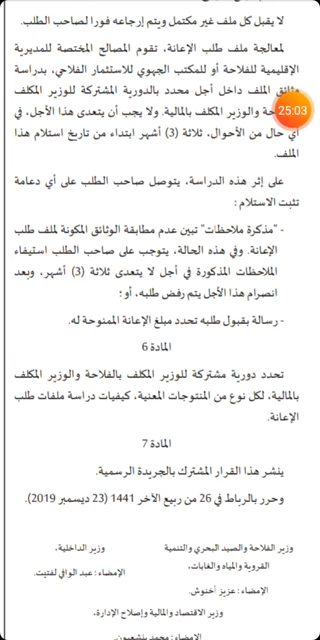 لا يقبل كل ملف غير مكتمل ويتم إرجاعه فورا لصاحب الطلب.
لمعالجة ملف طلب الإعانة، تقوم المصالح المختصة للمديرية
الإقليمية للفلاحة أو للمكتب الجهوي للاستثمار الفلاحي، بدراسة
وثائق الملف داخل أجل محدد بالدورية المشتركة للوزير المكلف
والوزير المكلف بالمالية. ولا يجب أن يتعدى هذا الأجل، في
أي حال من الأحوال، ثلاثة (3) أشهر ابتداء من تاريخ استلام هذا
الملف.
على إثر هذه الدراسة، يتوصل صاحب الطلب على أي دعامة
تثبت الاستلام:
- "مذكرة ملاحظات" تبين عدم مطابقة الوثائق المكونة لملف طلب
الإعانة. وفي هذه الحالة، يتوجب على صاحب الطلب استيفاء
الملاحظات المذكورة في أجل لا يتعدى ثلاثة (3) أشهر، وبعد
انصرام هذا الأجل يتم رفض طلبه، أو؛
- رسالة بقبول طلبه تحدد مبلغ الإعانة الممنوحة له.
المادة 6
تحدد دورية مشتركة للوزير المكلف بالفلاحة والوزير المكلف
بالمالية، لكل نوع من المنتوجات المعنية، كيفيات دراسة ملفات طلب
الإعانة.
المادة 7
ينشر هذا القرار المشترك بالجريدة الرسمية.
وحرر بالرباط في 26 من ربيع الآخر 1441 (23 ديسمبر 2019).
وزير الفلاحة والصيد البحري والتنمية
القروية والمياه والغابات،
الإمضاء: عزيز أخنوش.
وزير الداخلية،
الإمضاء: عبد الوافي لفتيت.
وزير الاقتصاد والمالية وإصلاح الإدارة،
الإمضاء: محمد بنشعبون.
25:03